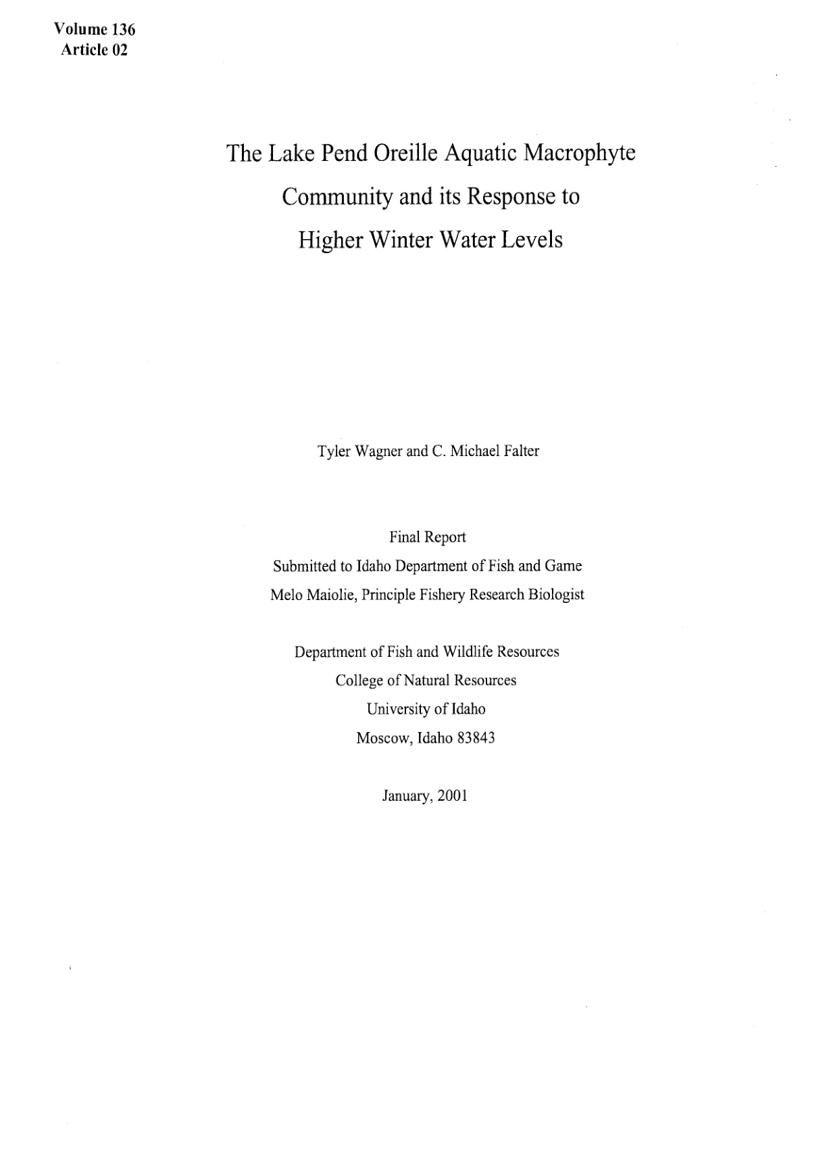 Volume 136
Article 02
The Lake Pend Oreille Aquatic Macrophyte
Community and its Response to
Higher Winter Water Levels
Tyler Wagner and C. Michael Falter
Final Report
Submitted to Idaho Department of Fish and Game
Melo Maiolie, Principle Fishery Research Biologist
Department of Fish and Wildlife Resources
College of Natural Resources
University of Idaho
Moscow, Idaho 83843
January, 2001